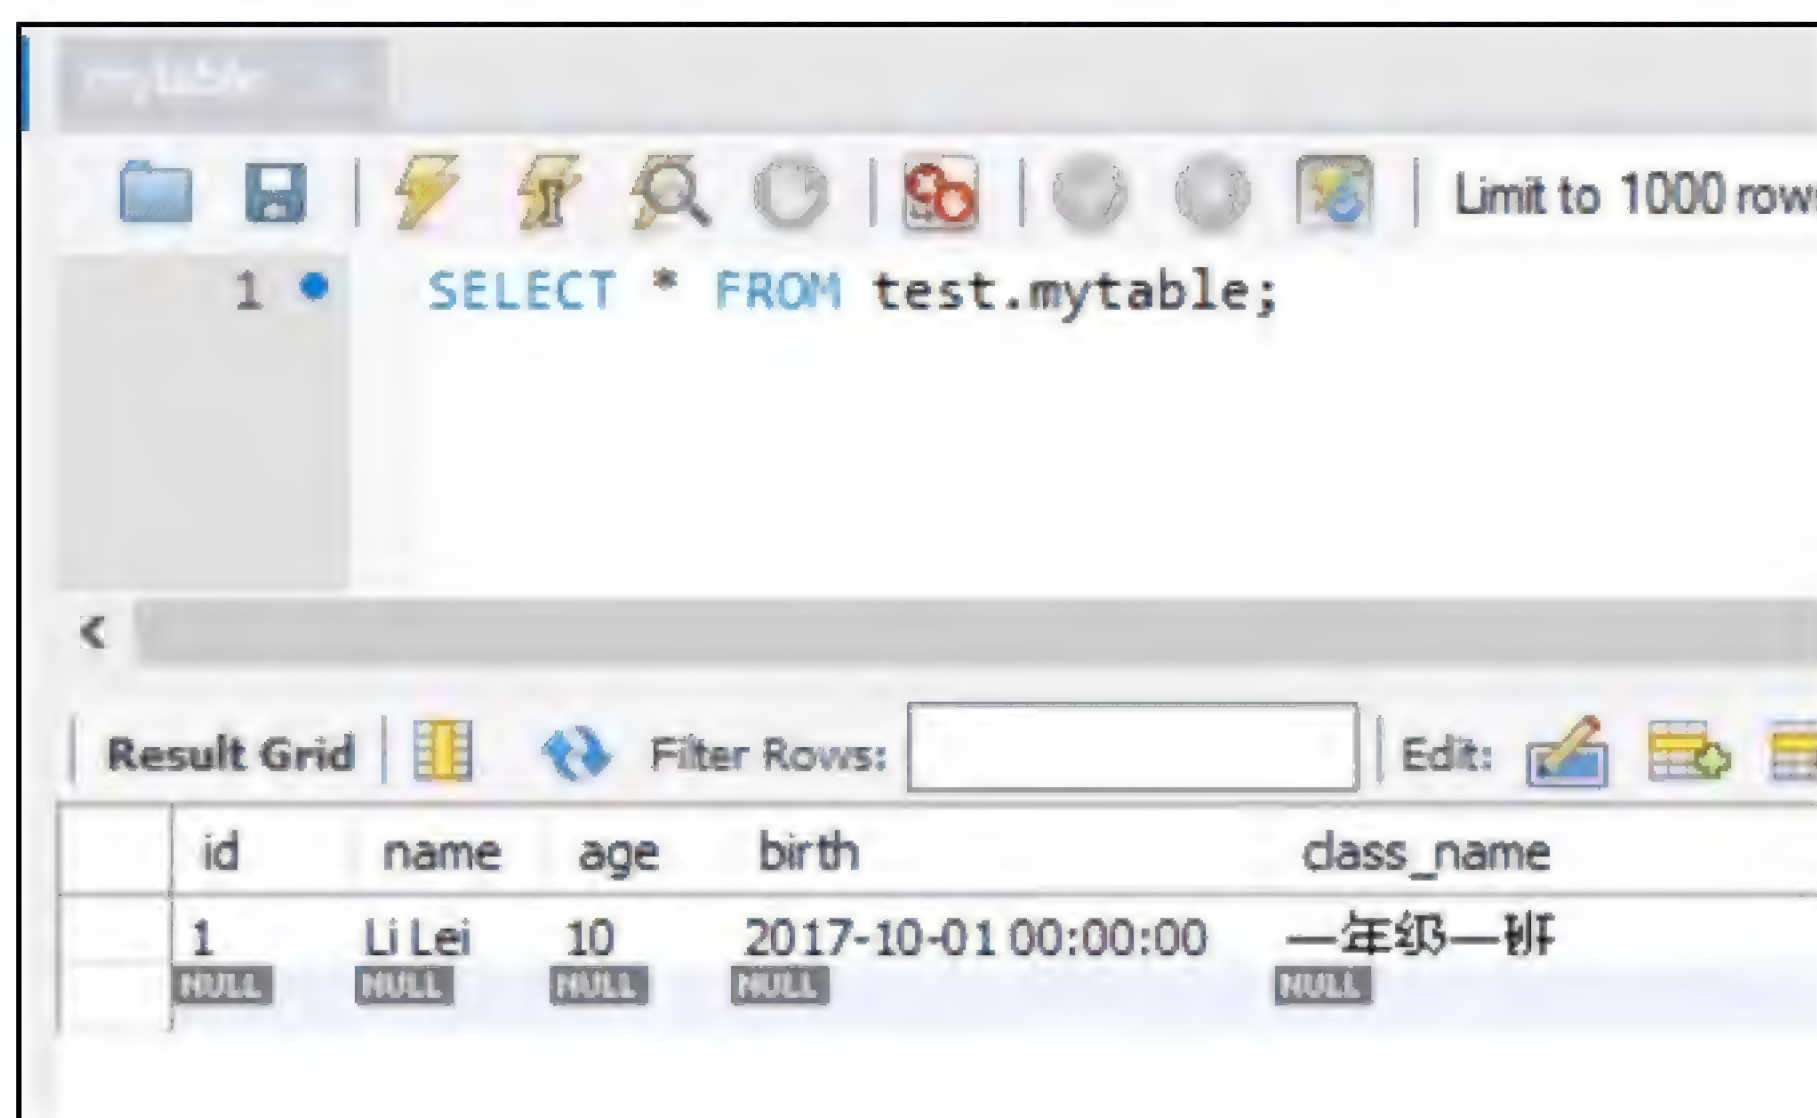 mytable
Limit to 1000 row
1 SELECT * FROM test.mytable;
Result Grid Filter Rows: Edit:
id name age birth class_name
1 Li Lei 10 2017-10-01 00:00:00 一年级一班
NULL NULL NULL NULL NULL